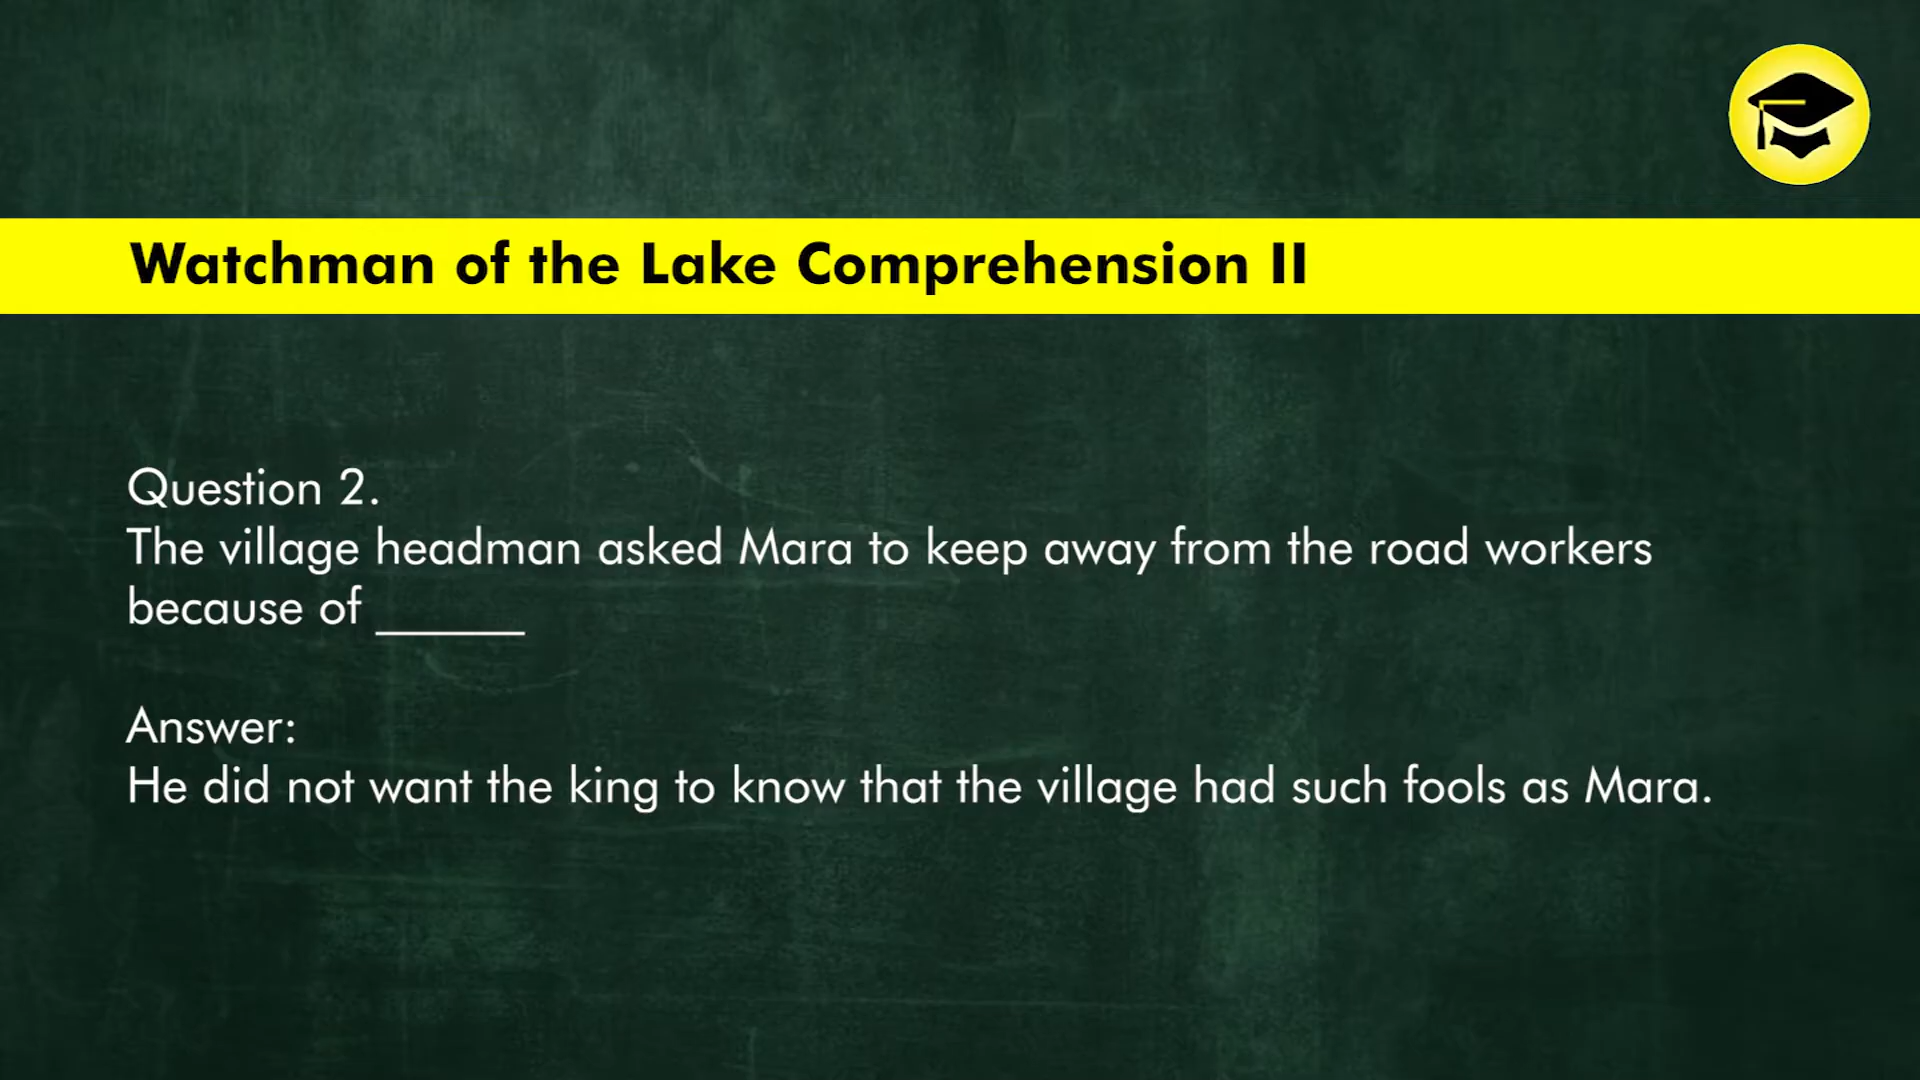 Watchman of the Lake Comprehension II
Question 2.
The village headman asked Mara to keep away from the road workers
because of ______
Answer:
He did not want the king to know that the village had such fools as Mara.